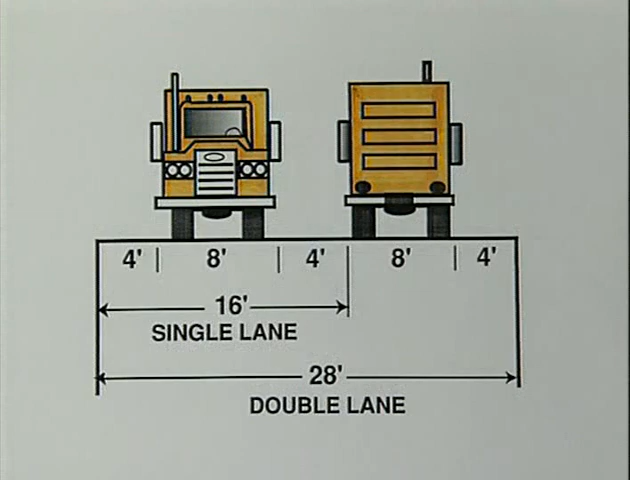 4' | 8' | 4' | 8' | 4'
16'
SINGLE LANE
28'
DOUBLE LANE